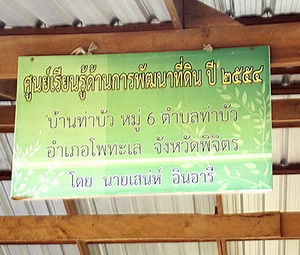 ศูนย์เรียนรู้ด้านการพัฒนาที่ดิน ปี ๒๕๕๔
บ้านท่าบัว หมู่ 6 ตำบลท่าบัว
อำเภอโพทะเล จังหวัดพิจิตร
โดย นายเสน่ห์ อินอารี